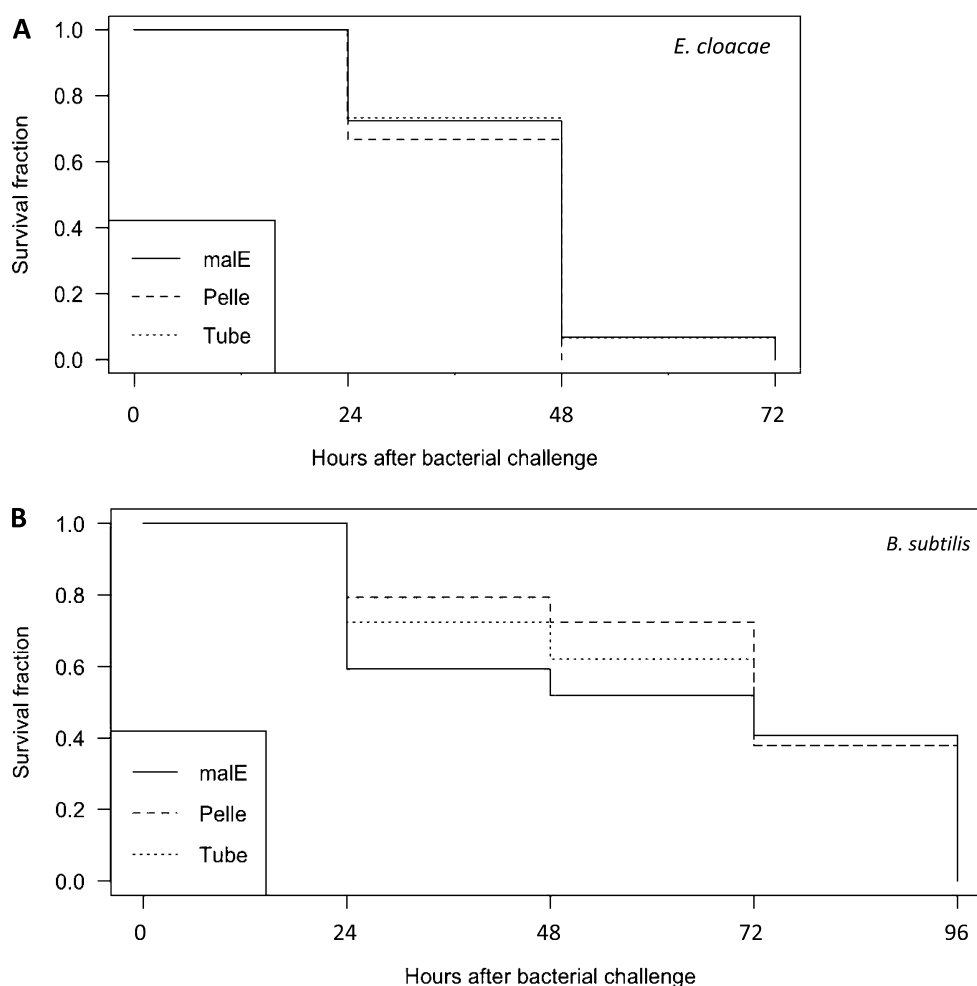 A
E. cloacae
Survival fraction
1.0
0.8
0.6
0.4
0.2
0.0
malE
Pelle
Tube
0 24 48 72
Hours after bacterial challenge
B
B. subtilis
Survival fraction
1.0
0.8
0.6
0.4
0.2
0.0
malE
Pelle
Tube
0 24 48 72 96
Hours after bacterial challenge